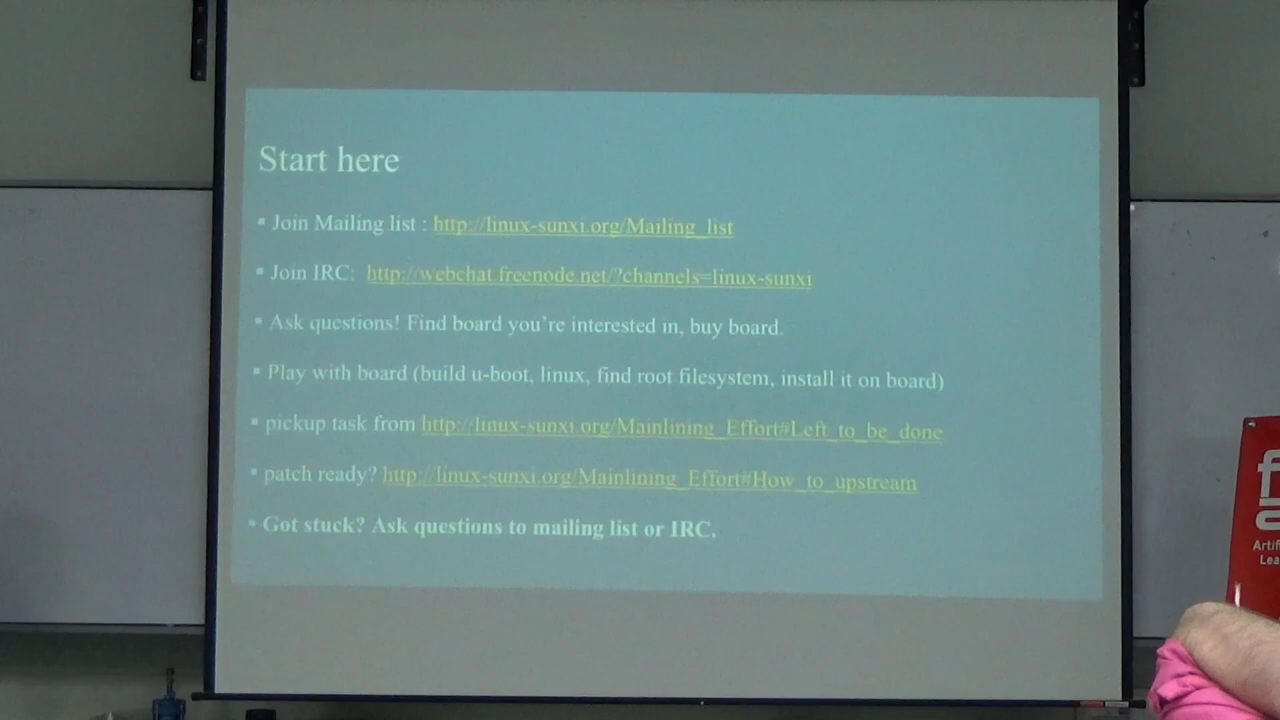 Start here
▪ Join Mailing list : http://linux-sunxi.org/Mailing_list
▪ Join IRC: http://webchat.freenode.net/?channels=linux-sunxi
▪ Ask questions! Find board you're interested in, buy board.
▪ Play with board (build u-boot, linux, find root filesystem, install it on board)
▪ pickup task from http://linux-sunxi.org/Mainlining_Effort#Left_to_be_done
▪ patch ready? http://linux-sunxi.org/Mainlining_Effort#How_to_upstream
▪ Got stuck? Ask questions to mailing list or IRC.